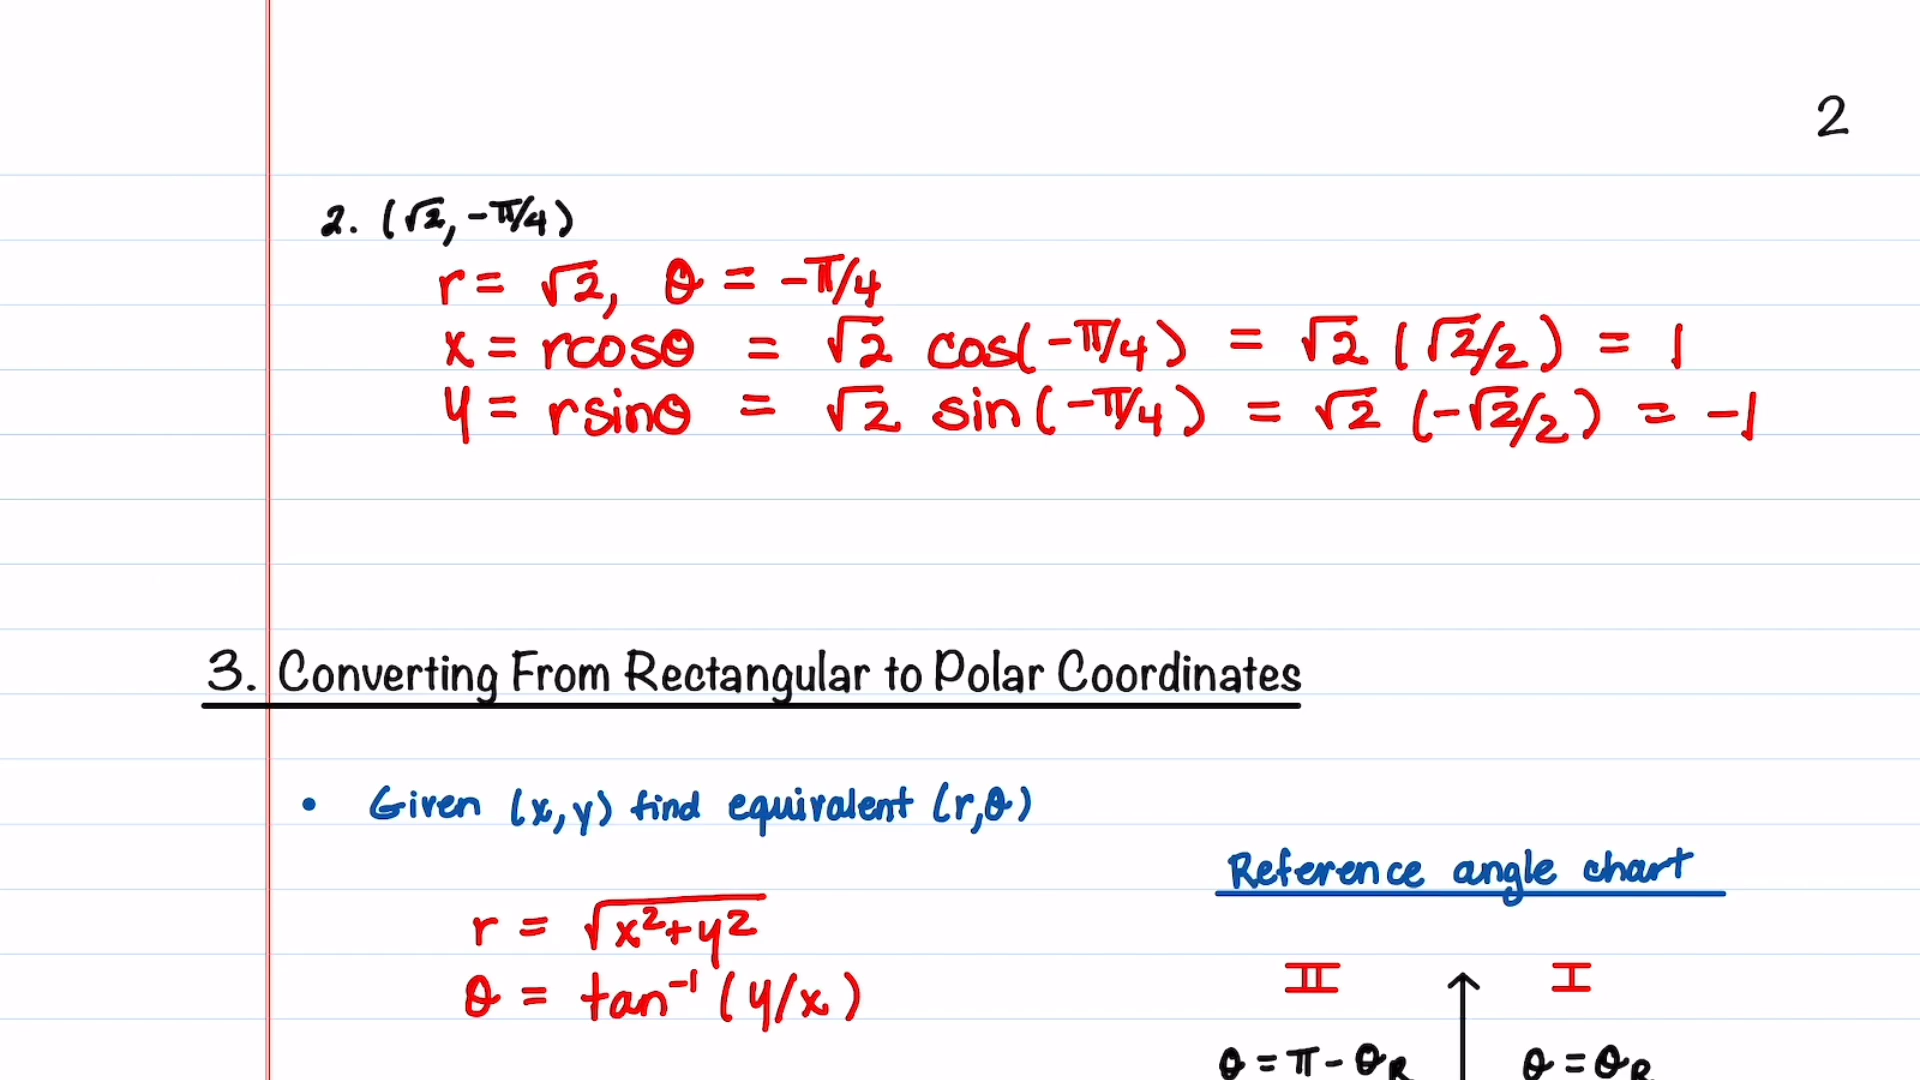 2
2. (√2, -π/4)
r = √2, θ = -π/4
x = rcosθ = √2 cos(-π/4) = √2 (√2/2) = 1
y = rsinθ = √2 sin(-π/4) = √2 (-√2/2) = -1
3. Converting From Rectangular to Polar Coordinates
• Given (x,y) find equivalent (r,θ)
Reference angle chart
r = √x²+y²
θ = tan⁻¹ (y/x)
II I
θ = π - θR θ = θR